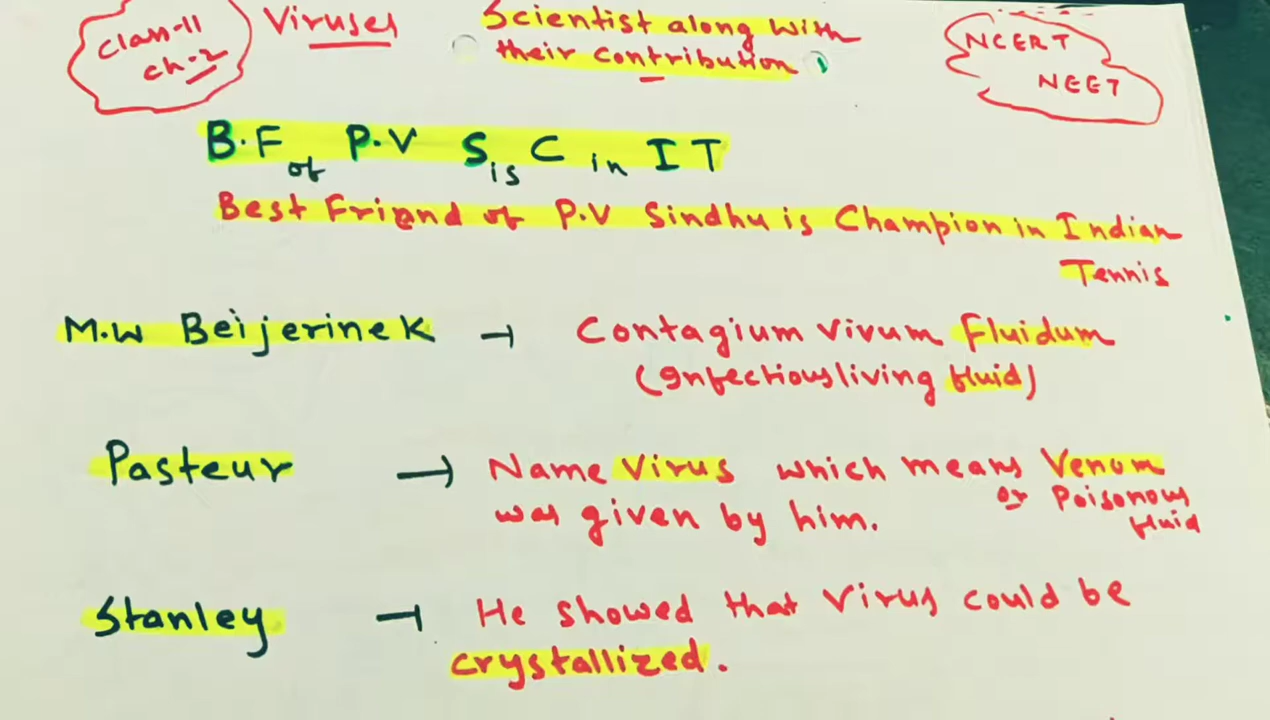 Class-11
ch-2
Viruses
Scientist along with
their contribution
NCERT
NEET
B.F of P.V S is C in I T
Best Friend of P.V Sindhu is Champion in Indian
Tennis
M.W Beijerinek → Contagium vivum Fluidum
(Infectious living fluid)
Pasteur → Name Virus which means Venom
or Poisonous
fluid
was given by him.
Stanley → He showed that Virus could be
crystallized.